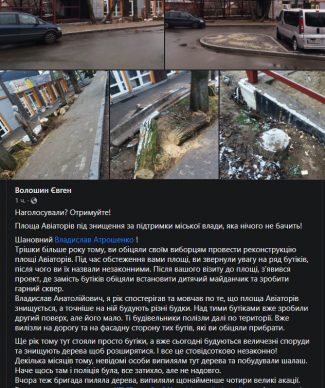 Волошин Євген
1 ч. ·
Наголосували? Отримуйте!
Площа Авіаторів під знищення за підтримки міської влади, яка нічого не бачить!
Шановний Владислав Атрошенко !
Трішки більше року тому, ви обіцяли своїм виборцям провести реконструкцію
площі Авіаторів. Під час обстеження вами площі, ви звернули увагу на ряд бутіків,
після чого ви їх назвали незаконними. Після вашого візиту до площі, з'явився
проект, де замість бутіків обіцяли встановити дитячий майданчик та зробити
гарний сквер.
Владислав Анатолійович, я рік спостерігав та мовчав по те, що площа Авіаторів
знищується, а точніше на ній будують різні будки. Над тими бутіками вже зробили
другий поверх, але його мало. Ті будівельники полізли далі по території. Вже
вилізли на дорогу та на фасадну сторону тих бутів, які ви обіцяли прибрати.
Ще рік тому тут стояли просто бутіки, а вже сьогодні будуються величезні споруди
та знищують дерева щоб розширятися. І все це стовідсотково незаконно!
Декілька місяців тому, невідомі особи випиляли тут дерева та побудували шалаш.
Наче щось там і поліція була, все затихло, але не надовго.
Вчора теж бригада пиляла дерева, випиляли щонайменше чотири великі акації.